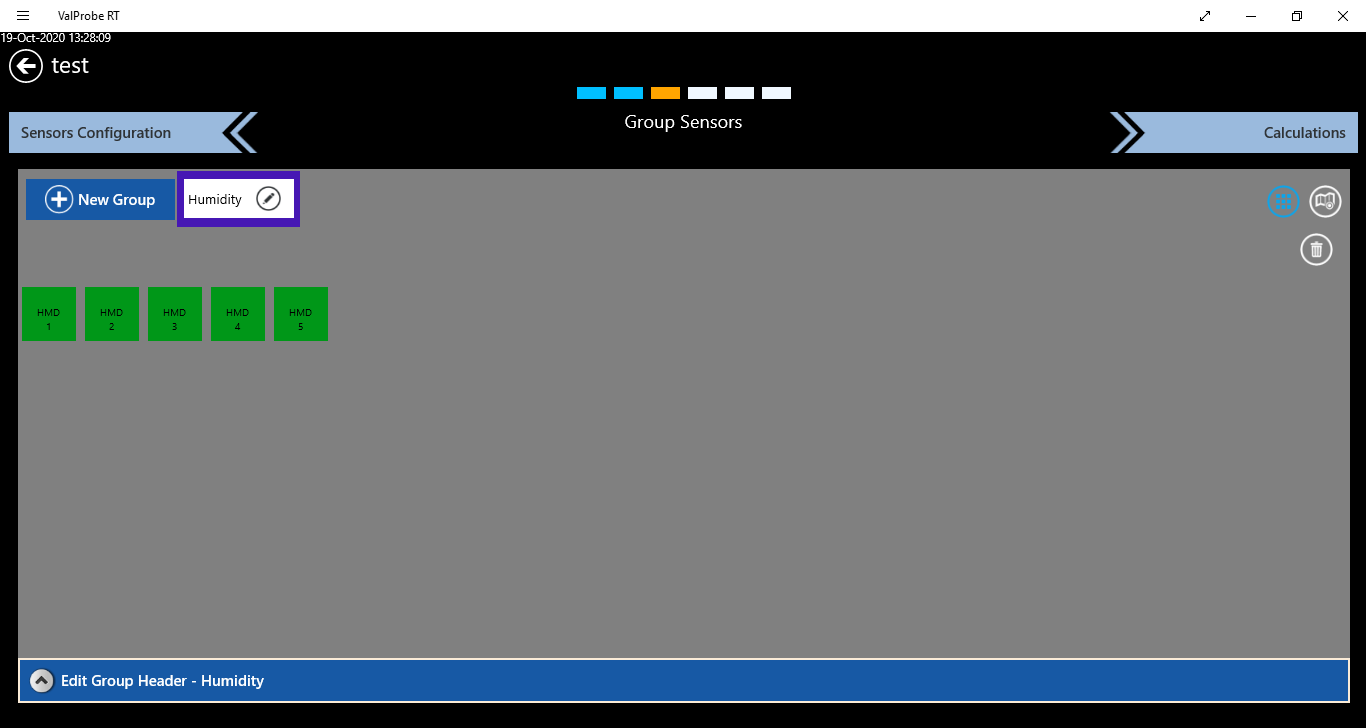 ValProbe RT
19-Oct-2020 13:28:09
test
Sensors Configuration
Group Sensors
Calculations
New Group
Humidity
HMD
1
HMD
2
HMD
3
HMD
4
HMD
5
Edit Group Header - Humidity